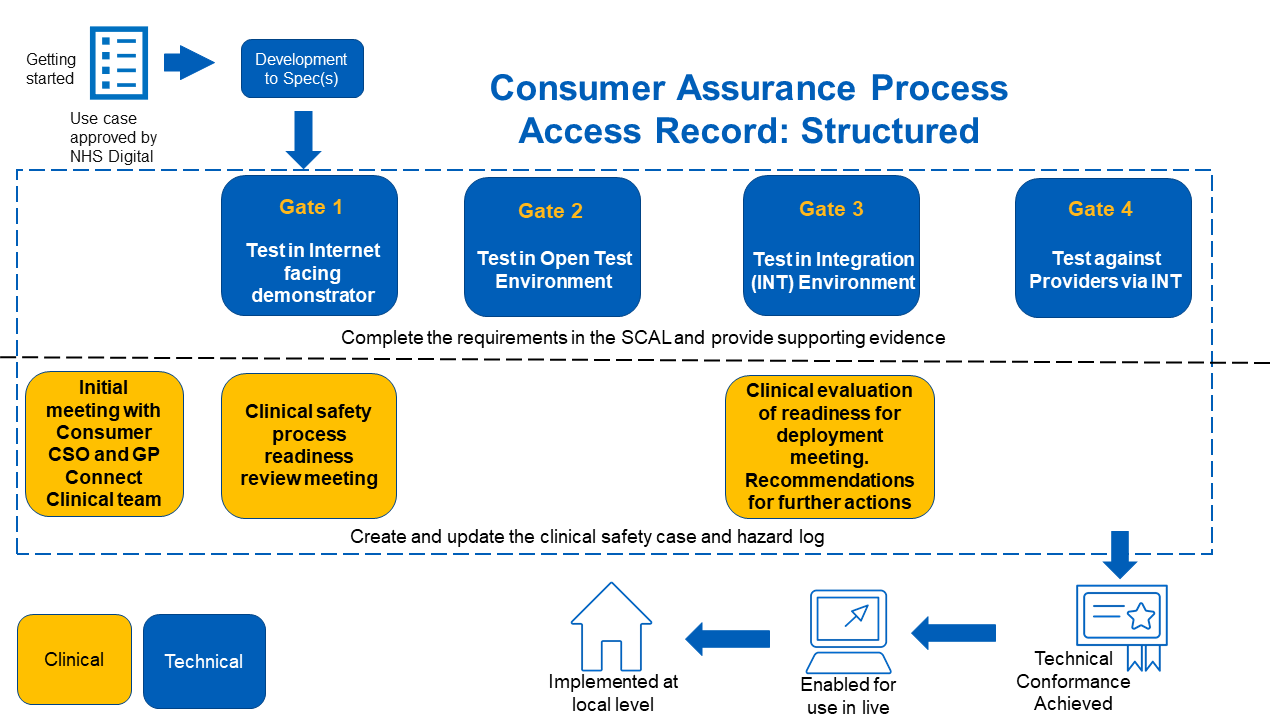 Getting
started
Use case
approved by
NHS Digital
Development
to Spec(s)
Consumer Assurance Process
Access Record: Structured
Gate 1
Test in Internet
facing
demonstrator
Gate 2
Test in Open Test
Environment
Gate 3
Test in Integration
(INT) Environment
Gate 4
Test against
Providers via INT
Complete the requirements in the SCAL and provide supporting evidence
Initial
meeting with
Consumer
CSO and GP
Connect
Clinical team
Clinical safety
process
readiness
review meeting
Clinical evaluation
of readiness for
deployment
meeting.
Recommendations
for further actions
Create and update the clinical safety case and hazard log
Clinical
Technical
Implemented at
local level
Enabled for
use in live
Technical
Conformance
Achieved